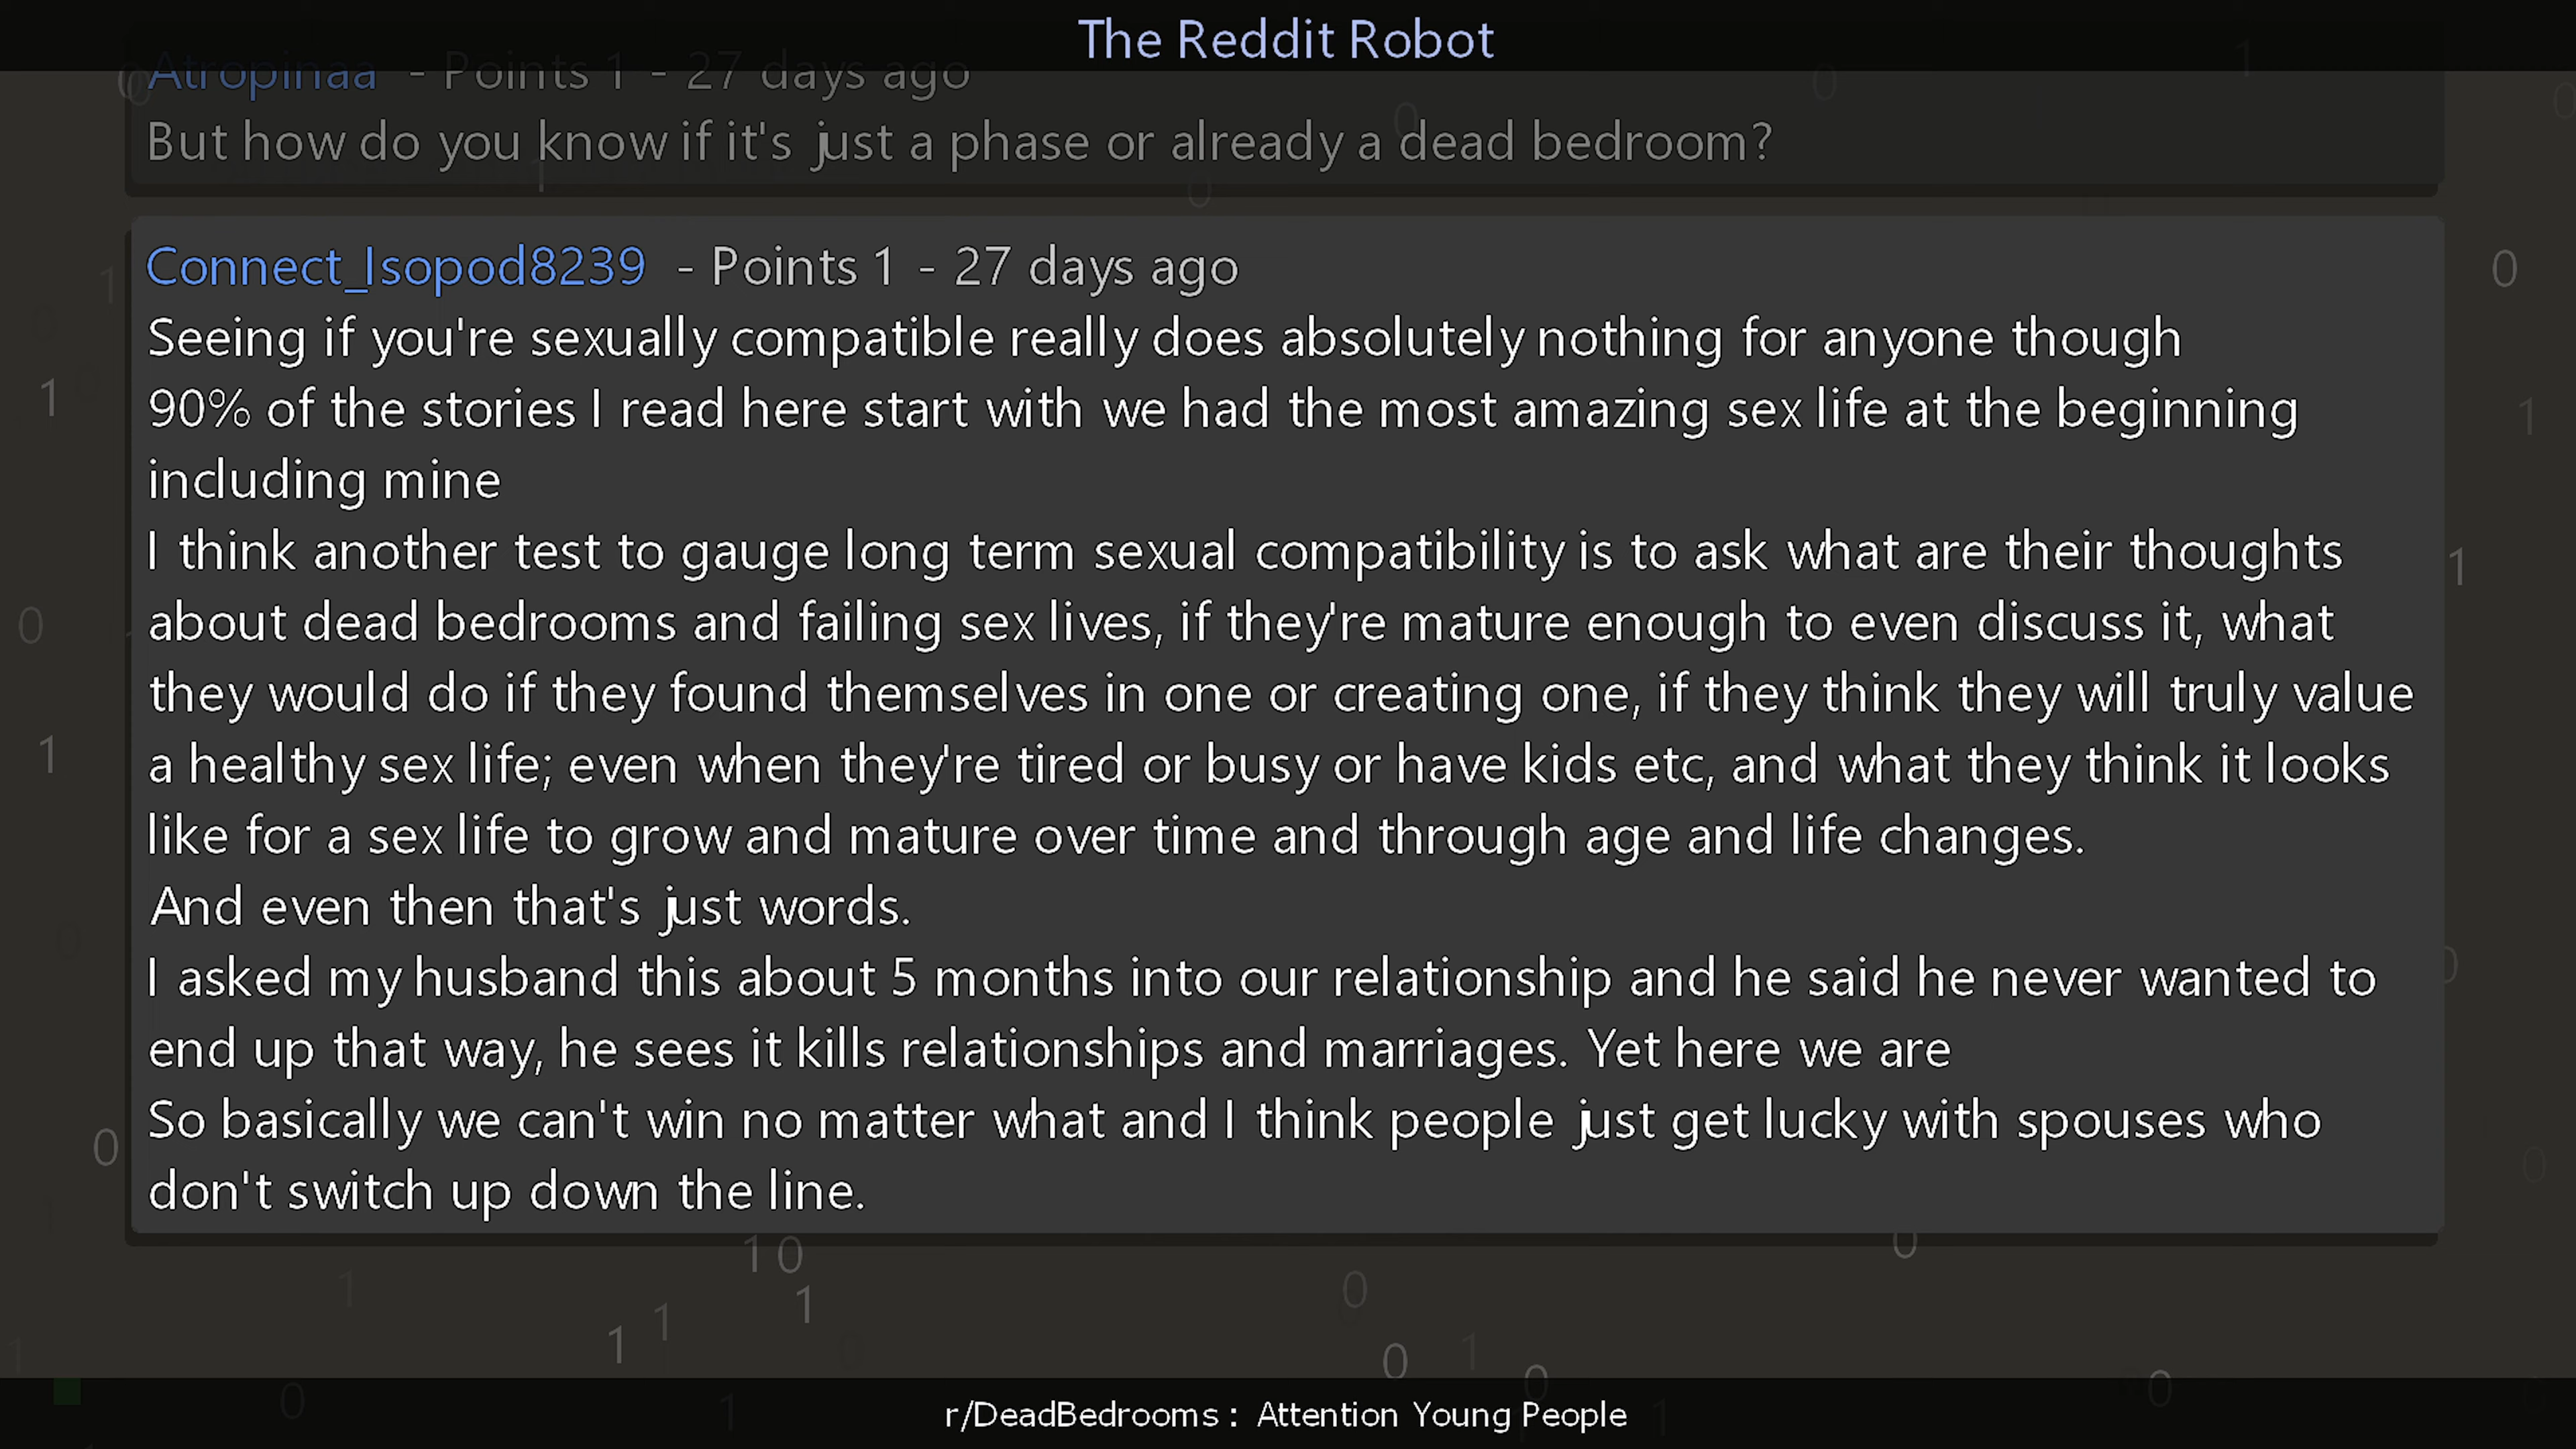 The Reddit Robot
Atropinaa - Points 1 - 27 days ago
But how do you know if it's just a phase or already a dead bedroom?
Connect_Isopod8239 - Points 1 - 27 days ago
Seeing if you're sexually compatible really does absolutely nothing for anyone though
90% of the stories I read here start with we had the most amazing sex life at the beginning
including mine
I think another test to gauge long term sexual compatibility is to ask what are their thoughts
about dead bedrooms and failing sex lives, if they're mature enough to even discuss it, what
they would do if they found themselves in one or creating one, if they think they will truly value
a healthy sex life; even when they're tired or busy or have kids etc, and what they think it looks
like for a sex life to grow and mature over time and through age and life changes.
And even then that's just words.
I asked my husband this about 5 months into our relationship and he said he never wanted to
end up that way, he sees it kills relationships and marriages. Yet here we are
So basically we can't win no matter what and I think people just get lucky with spouses who
don't switch up down the line.
r/DeadBedrooms : Attention Young People